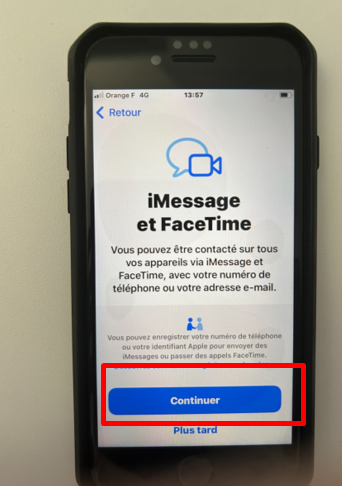 Orange F 4G 13:57
Retour
iMessage
et FaceTime
Vous pouvez être contacté sur tous
vos appareils via iMessage et
FaceTime, avec votre numéro de
téléphone ou votre adresse e-mail.
Vous pouvez enregistrer votre numéro de téléphone
ou votre identifiant Apple pour envoyer des
iMessages ou passer des appels FaceTime.
Continuer
Plus tard